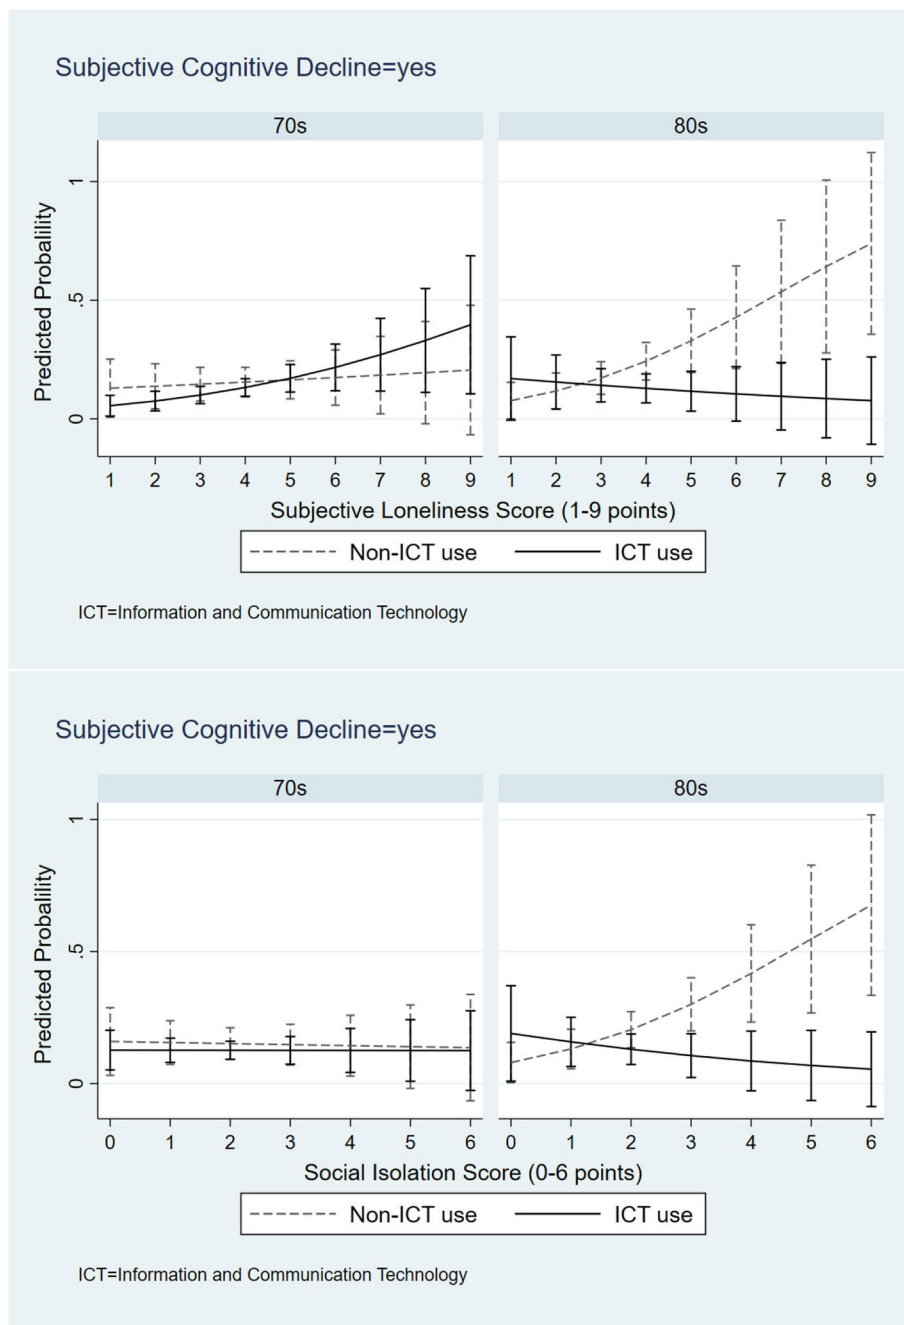 Subjective Cognitive Decline=yes
70s 80s
Predicted Probalility
1
.5
0
1 2 3 4 5 6 7 8 9 1 2 3 4 5 6 7 8 9
Subjective Loneliness Score (1-9 points)
Non-ICT use ICT use
ICT=Information and Communication Technology
Subjective Cognitive Decline=yes
70s 80s
Predicted Probalility
1
.5
0
0 1 2 3 4 5 6 0 1 2 3 4 5 6
Social Isolation Score (0-6 points)
Non-ICT use ICT use
ICT=Information and Communication Technology